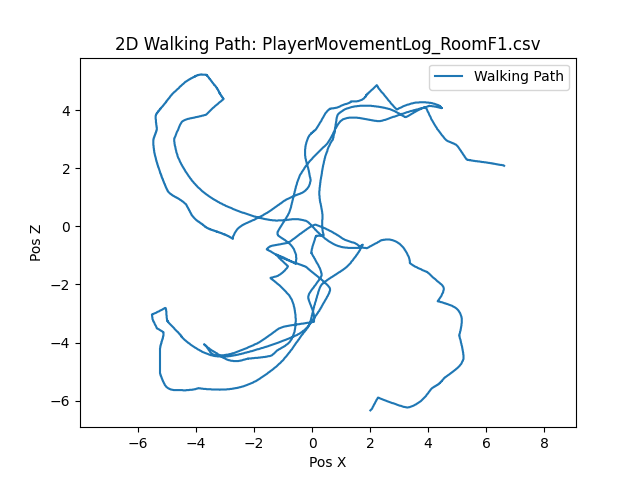 2D Walking Path: PlayerMovementLog_RoomF1.csv
Walking Path
4
2
0
−2
−4
−6
Pos Z
−6 −4 −2 0 2 4 6 8
Pos X